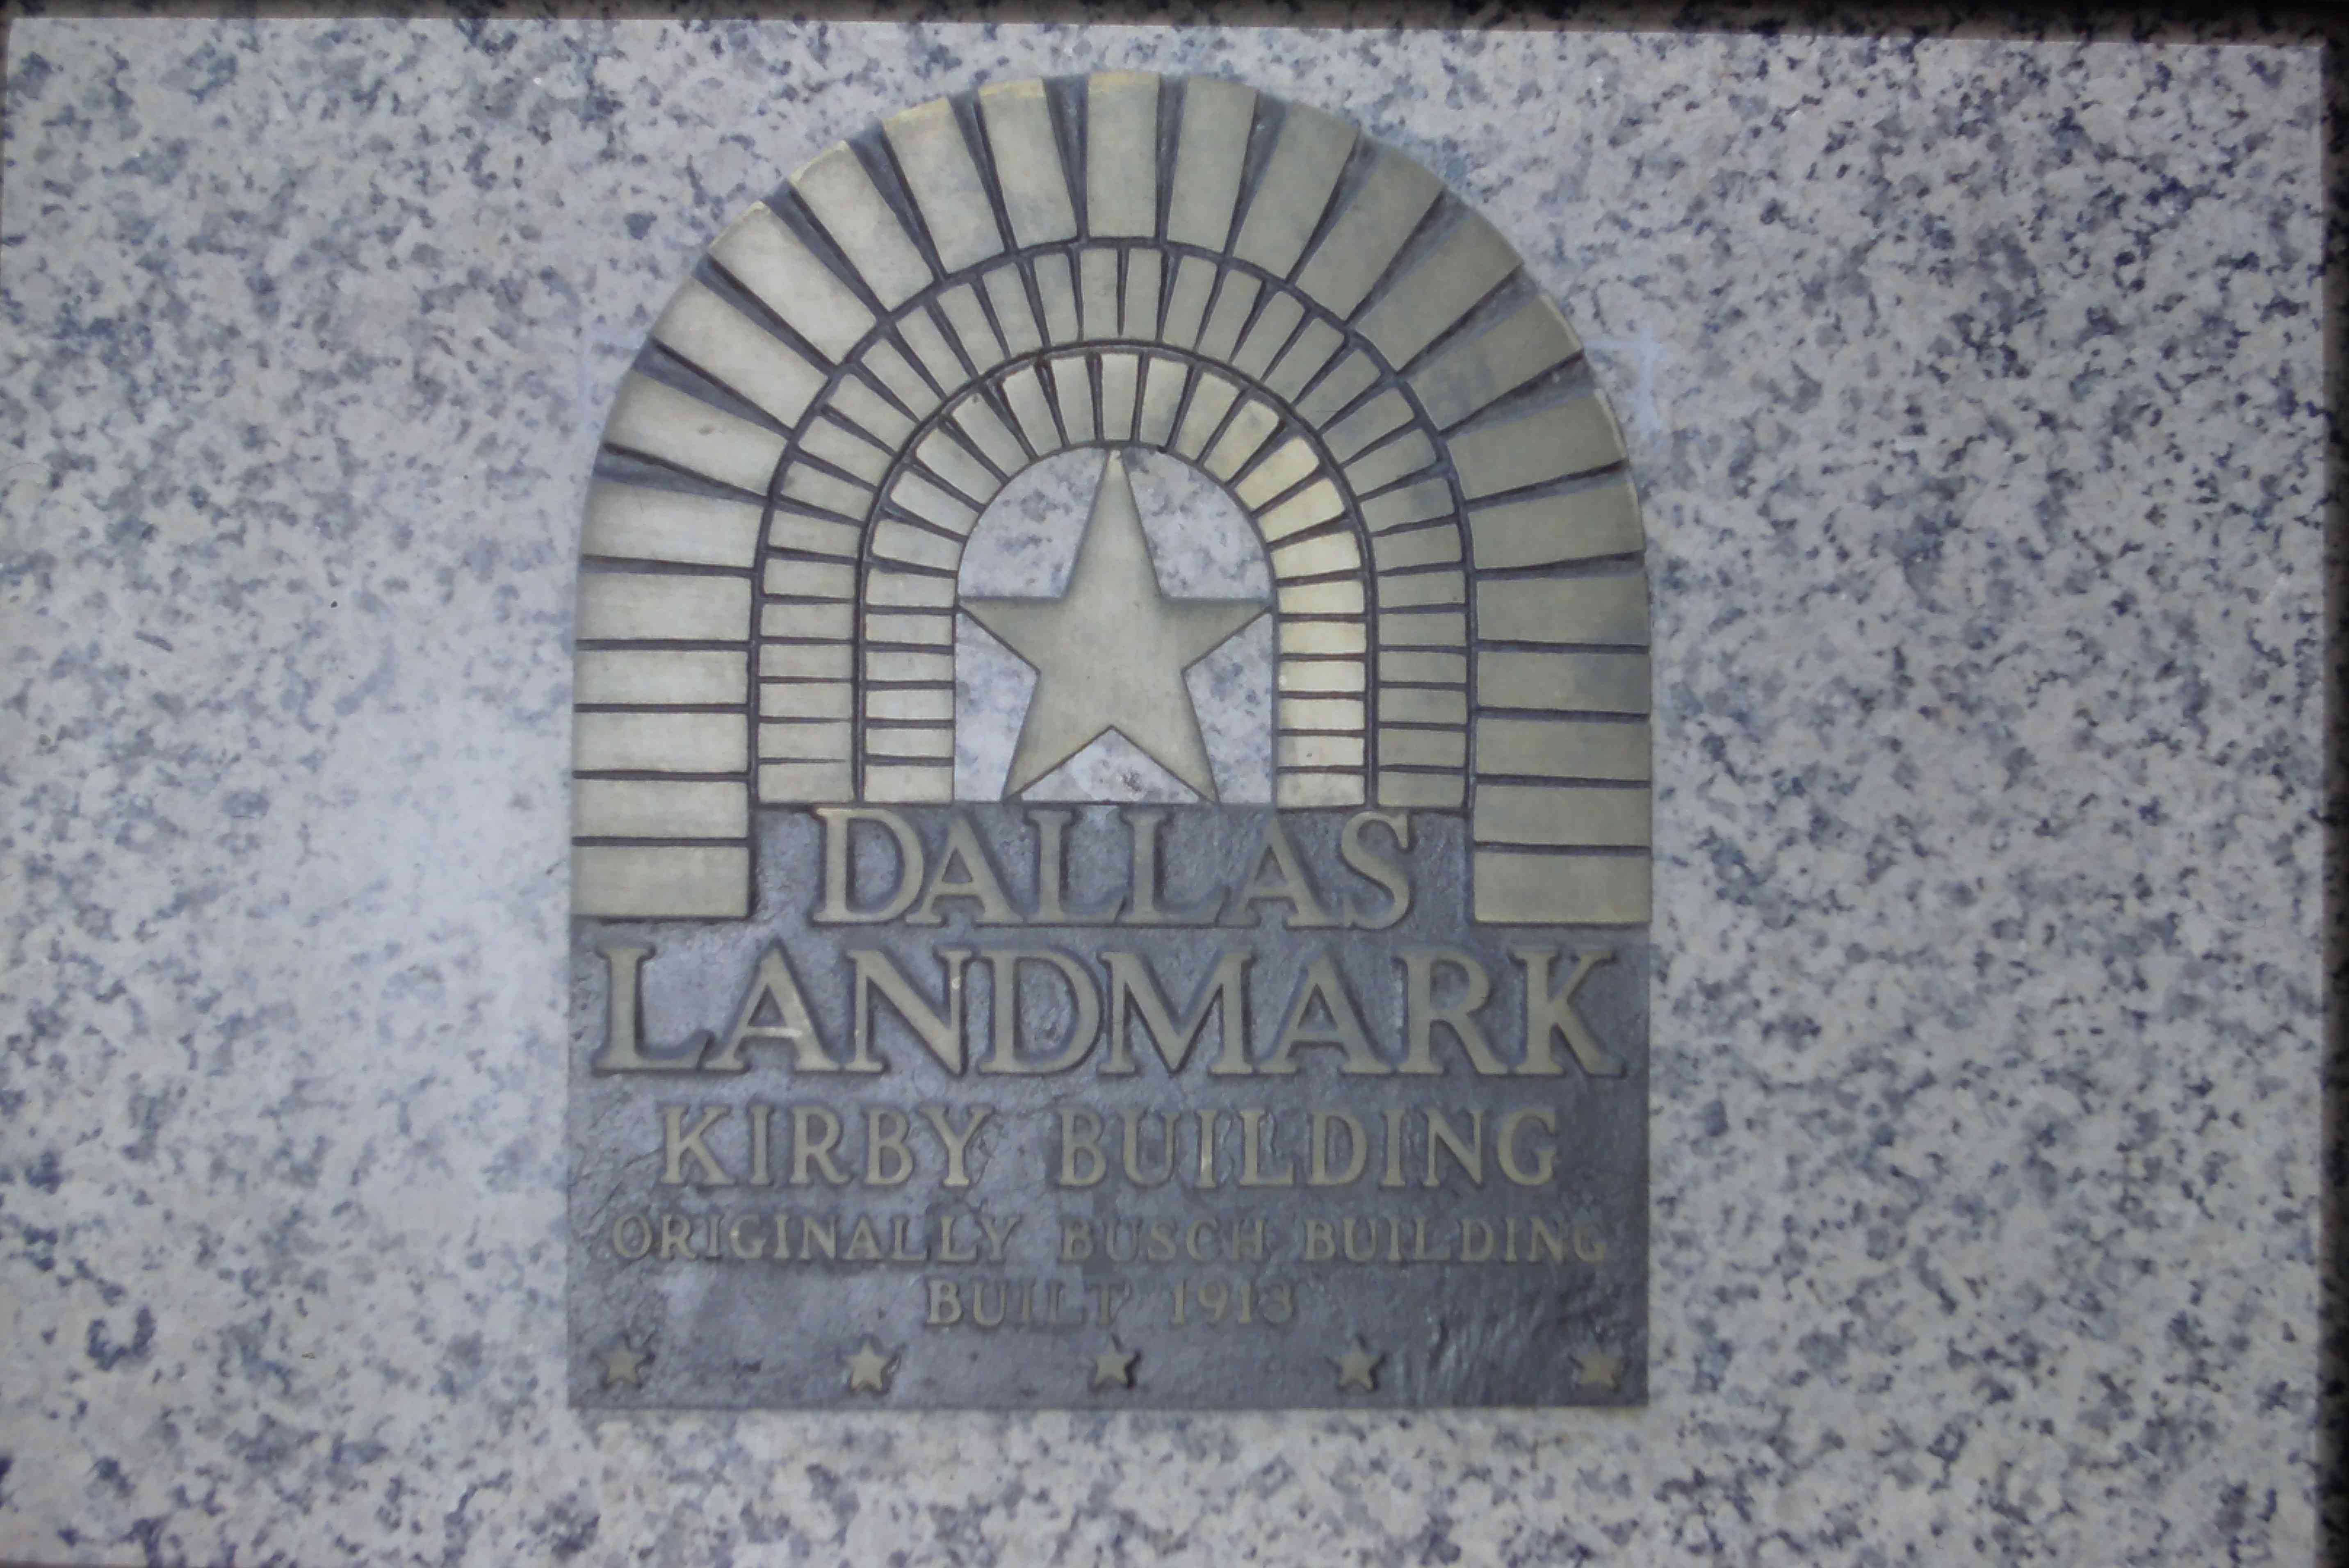 DALLAS
LANDMARK
KIRBY BUILDING
ORIGINALLY BUSCH BUILDING
BUILT 1913